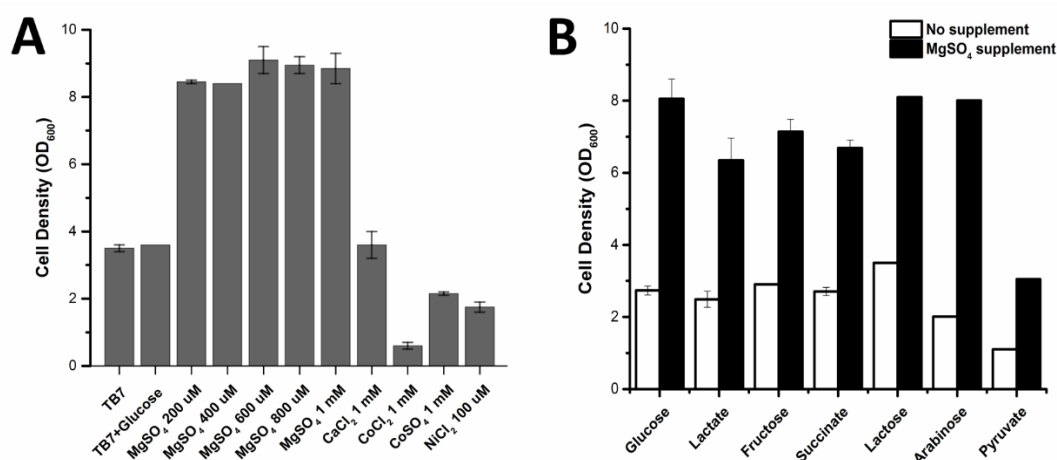 A
Cell Density (OD600)
10
8
6
4
2
0
TB7
TB7+Glucose
MgSO4 200 uM
MgSO4 400 uM
MgSO4 600 uM
MgSO4 800 uM
MgSO4 1 mM
CaCl2 1 mM
CoCl2 1 mM
CoSO4 1 mM
NiCl2 100 uM
B
No supplement
MgSO4 supplement
Cell Density (OD600)
10
8
6
4
2
0
Glucose
Lactate
Fructose
Succinate
Lactose
Arabinose
Pyruvate